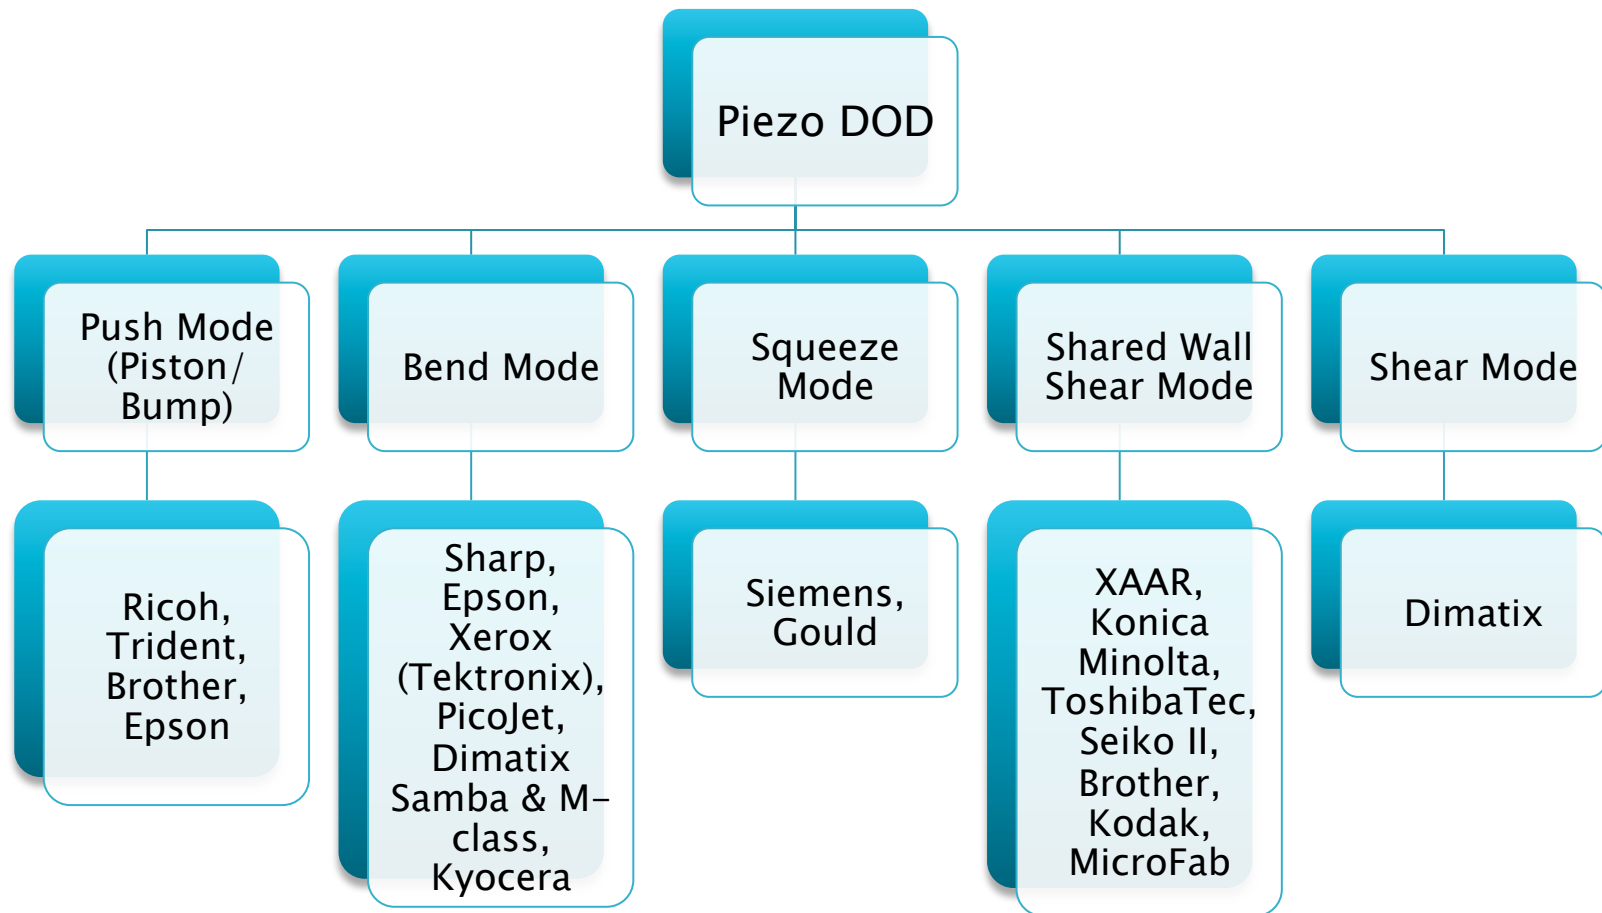 Piezo DOD
Push Mode
(Piston/
Bump)
Bend Mode
Squeeze
Mode
Shared Wall
Shear Mode
Shear Mode
Ricoh,
Trident,
Brother,
Epson
Sharp,
Epson,
Xerox
(Tektronix),
PicoJet,
Dimatix
Samba & M-
class,
Kyocera
Siemens,
Gould
XAAR,
Konica
Minolta,
ToshibaTec,
Seiko II,
Brother,
Kodak,
MicroFab
Dimatix